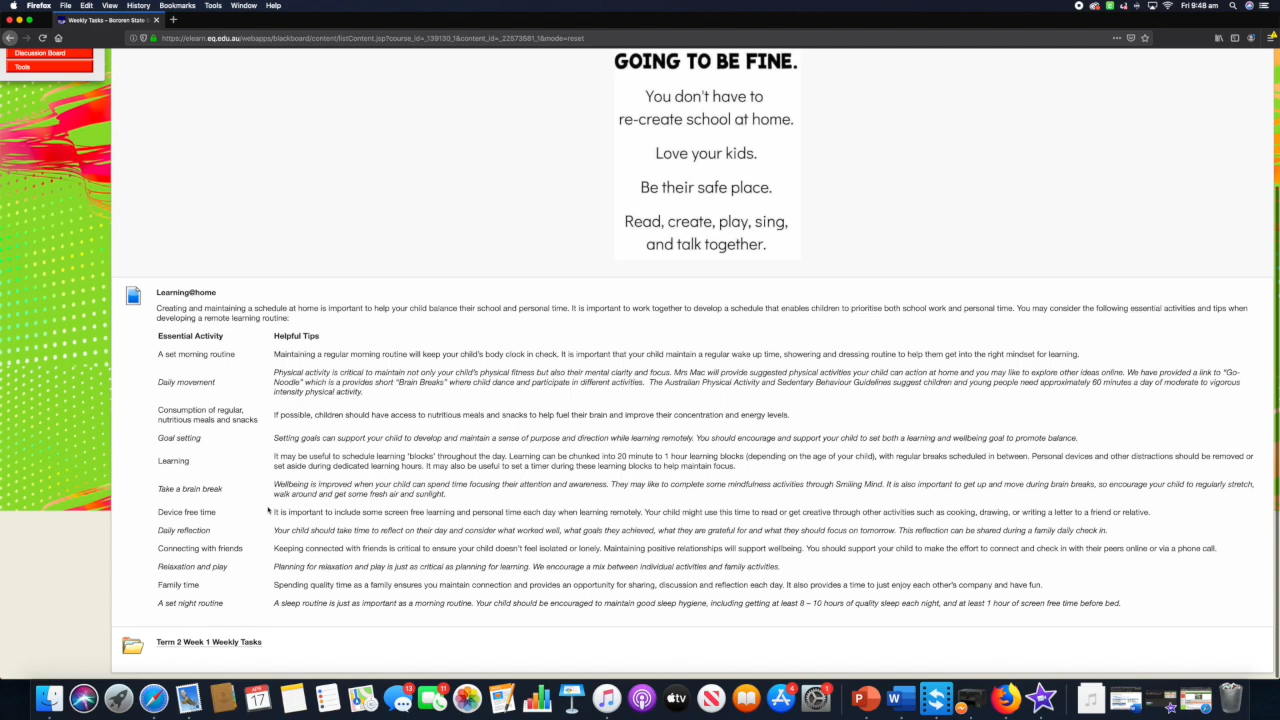 Firefox File Edit View History Bookmarks Tools Window Help
Fri 9:48 am
Weekly Tasks – Bororen State S
https://elearn.eq.edu.au/webapps/blackboard/content/listContent.jsp?course_id=_139130_1&content_id=_22573581_1&mode=reset
Discussion Board
Tools
GOING TO BE FINE.
You don't have to
re-create school at home.
Love your kids.
Be their safe place.
Read, create, play, sing,
and talk together.
Learning@home
Creating and maintaining a schedule at home is important to help your child balance their school and personal time. It is important to work together to develop a schedule that enables children to prioritise both school work and personal time. You may consider the following essential activities and tips when
developing a remote learning routine:
Essential Activity Helpful Tips
A set morning routine Maintaining a regular morning routine will keep your child's body clock in check. It is important that your child maintain a regular wake up time, showering and dressing routine to help them get into the right mindset for learning.
Physical activity is critical to maintain not only your child's physical fitness but also their mental clarity and focus. Mrs Mac will provide suggested physical activities your child can action at home and you may like to explore other ideas online. We have provided a link to "Go-
Daily movement Noodle" which is a provides short "Brain Breaks" where child dance and participate in different activities. The Australian Physical Activity and Sedentary Behaviour Guidelines suggest children and young people need approximately 60 minutes a day of moderate to vigorous
intensity physical activity.
Consumption of regular,
nutritious meals and snacks If possible, children should have access to nutritious meals and snacks to help fuel their brain and improve their concentration and energy levels.
Goal setting Setting goals can support your child to develop and maintain a sense of purpose and direction while learning remotely. You should encourage and support your child to set both a learning and wellbeing goal to promote balance.
Learning It may be useful to schedule learning 'blocks' throughout the day. Learning can be chunked into 20 minute to 1 hour learning blocks (depending on the age of your child), with regular breaks scheduled in between. Personal devices and other distractions should be removed or
set aside during dedicated learning hours. It may also be useful to set a timer during these learning blocks to help maintain focus.
Take a brain break Wellbeing is improved when your child can spend time focusing their attention and awareness. They may like to complete some mindfulness activities through Smiling Mind. It is also important to get up and move during brain breaks, so encourage your child to regularly stretch,
walk around and get some fresh air and sunlight.
Device free time It is important to include some screen free learning and personal time each day when learning remotely. Your child might use this time to read or get creative through other activities such as cooking, drawing, or writing a letter to a friend or relative.
Daily reflection Your child should take time to reflect on their day and consider what worked well, what goals they achieved, what they are grateful for and what they should focus on tomorrow. This reflection can be shared during a family daily check in.
Connecting with friends Keeping connected with friends is critical to ensure your child doesn't feel isolated or lonely. Maintaining positive relationships will support wellbeing. You should support your child to make the effort to connect and check in with their peers online or via a phone call.
Relaxation and play Planning for relaxation and play is just as critical as planning for learning. We encourage a mix between individual activities and family activities.
Family time Spending quality time as a family ensures you maintain connection and provides an opportunity for sharing, discussion and reflection each day. It also provides a time to just enjoy each other's company and have fun.
A set night routine A sleep routine is just as important as a morning routine. Your child should be encouraged to maintain good sleep hygiene, including getting at least 8 – 10 hours of quality sleep each night, and at least 1 hour of screen free time before bed.
Term 2 Week 1 Weekly Tasks
APR
17
13
11
tv
4
1
P
W